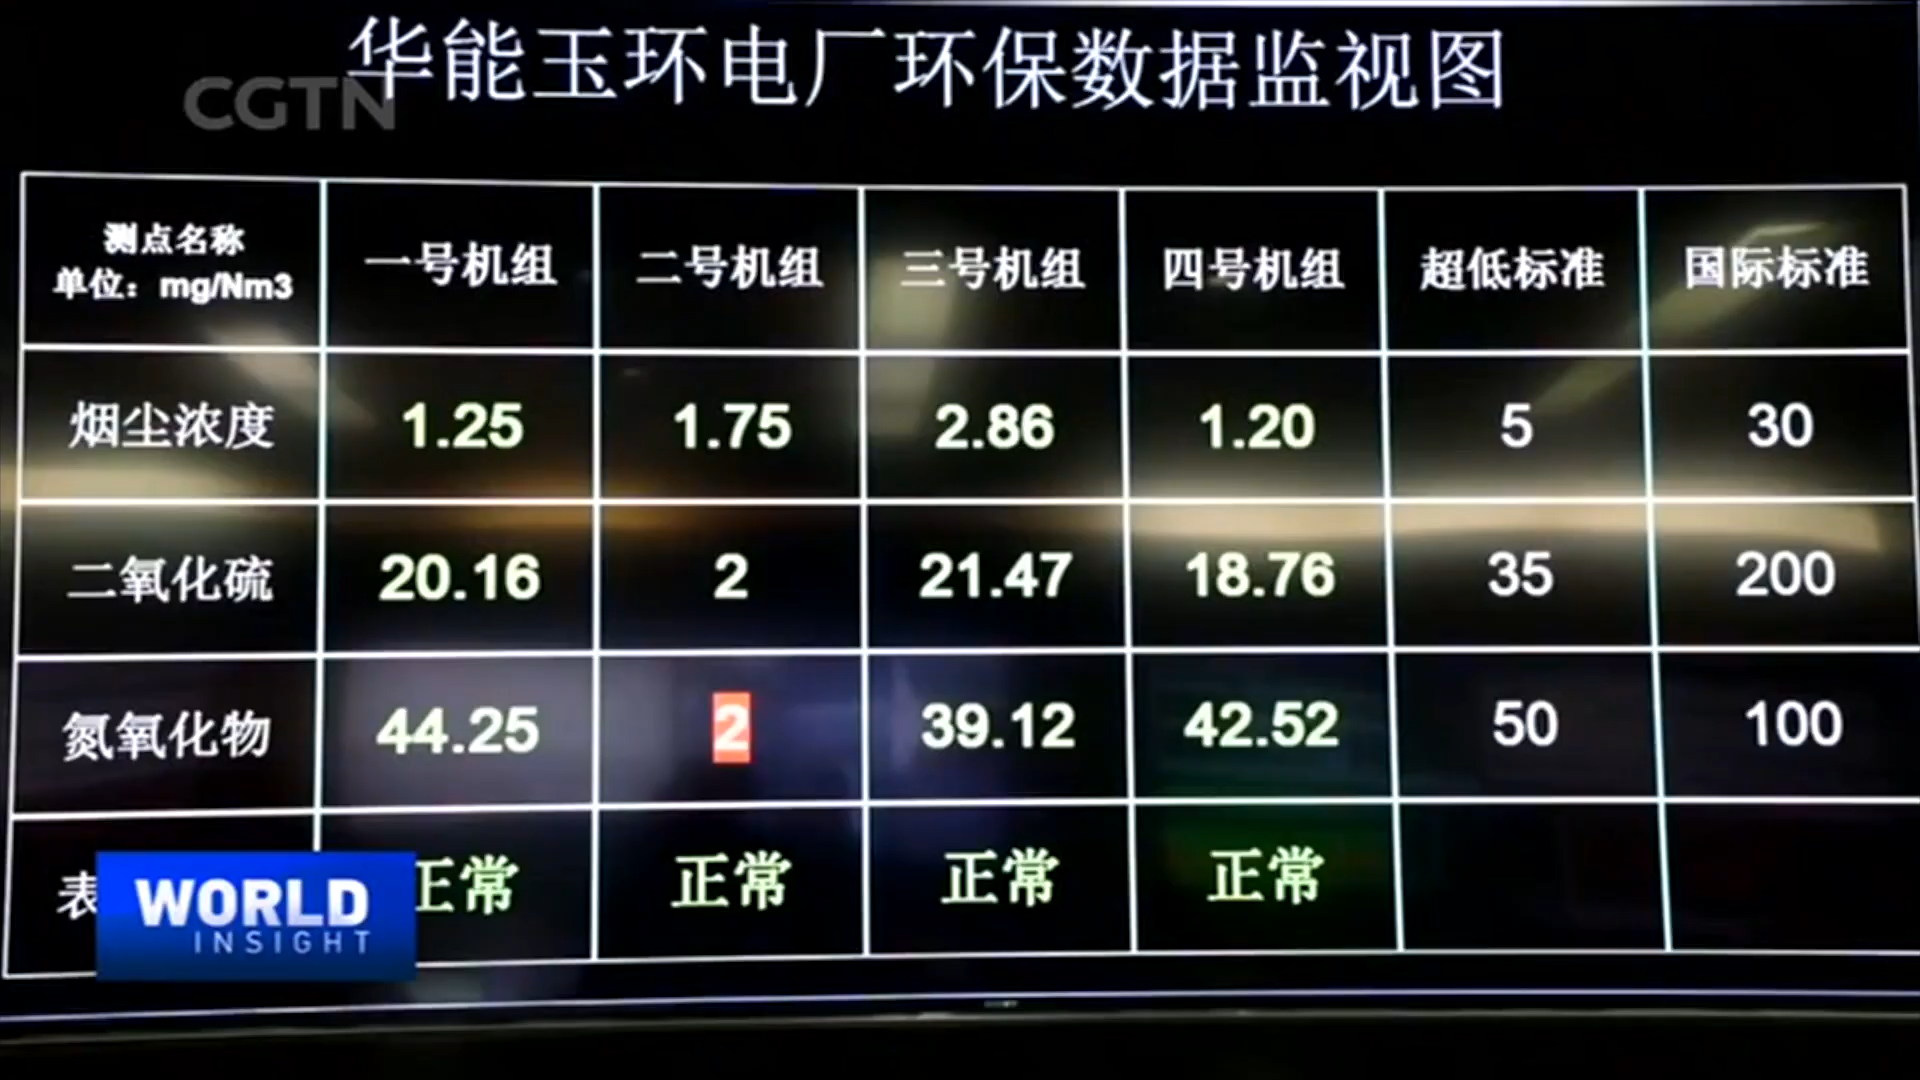 华能玉环电厂环保数据监视图
CGTN
测点名称
单位：mg/Nm3
一号机组
二号机组
三号机组
四号机组
超低标准
国际标准
烟尘浓度
1.25
1.75
2.86
1.20
5
30
二氧化硫
20.16
2
21.47
18.76
35
200
氮氧化物
44.25
2
39.12
42.52
50
100
表
正常
正常
正常
正常
WORLD
INSIGHT